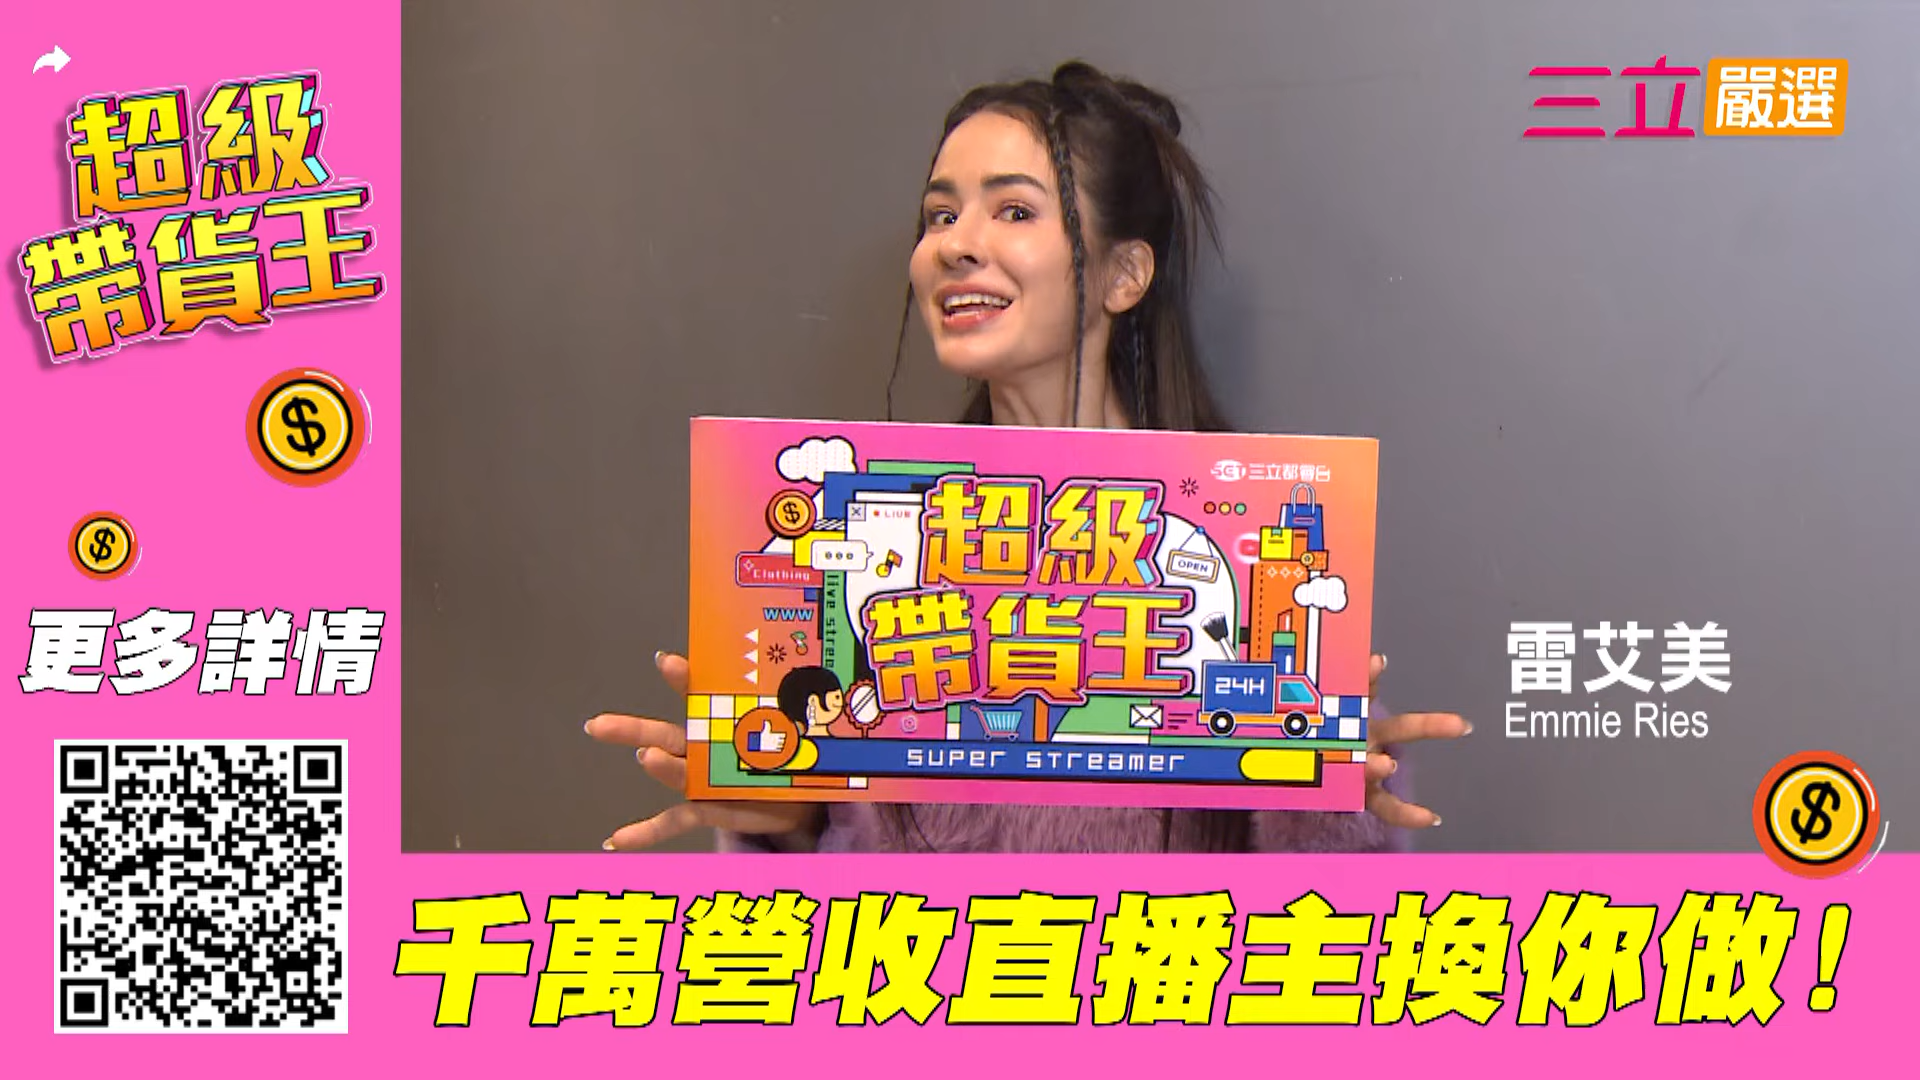 超級
帶貨王
更多詳情
三立嚴選
SET三立都會台
LIVE
超級
帶貨王
Clothing
WWW
live stree
OPEN
24H
SUPER STREAMER
雷艾美
Emmie Ries
千萬營收直播主換你做!